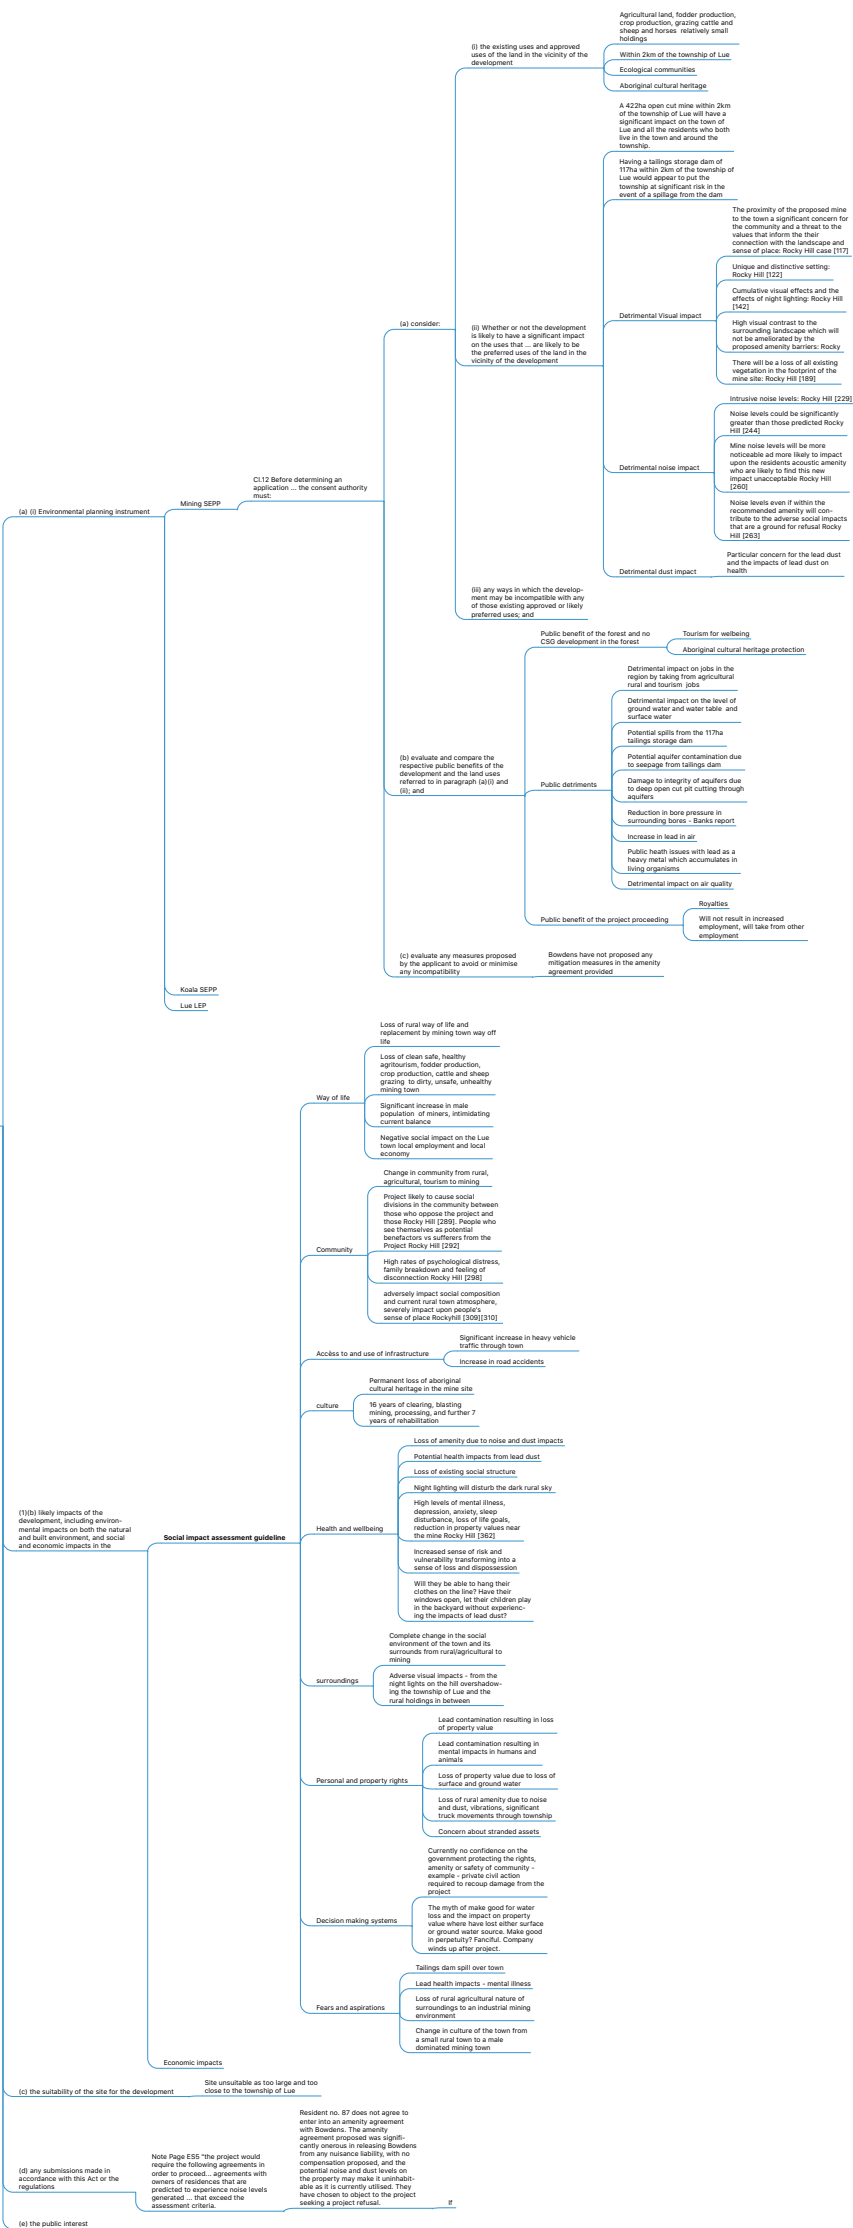 (a) (i) Environmental planning instrument
Mining SEPP
Cl.12 Before determining an
application ... the consent authority
must:
(a) consider:
(i) the existing uses and approved
uses of the land in the vicinity of the
development
Agricultural land, fodder production,
crop production, grazing cattle and
sheep and horses relatively small
holdings
Within 2km of the township of Lue
Ecological communities
Aboriginal cultural heritage
(ii) Whether or not the development
is likely to have a significant impact
on the uses that ... are likely to be
the preferred uses of the land in the
vicinity of the development
A 422ha open cut mine within 2km
of the township of Lue will have a
significant impact on the town of
Lue and all the residents who both
live in the town and around the
township.
Having a tailings storage dam of
117ha within 2km of the township of
Lue would appear to put the
township at significant risk in the
event of a spillage from the dam
Detrimental Visual impact
The proximity of the proposed mine
to the town a significant concern for
the community and a threat to the
values that inform the their
connection with the landscape and
sense of place: Rocky Hill case [117]
Unique and distinctive setting:
Rocky Hill [122]
Cumulative visual effects and the
effects of night lighting: Rocky Hill
[142]
High visual contrast to the
surrounding landscape which will
not be ameliorated by the
proposed amenity barriers: Rocky
There will be a loss of all existing
vegetation in the footprint of the
mine site: Rocky Hill [189]
Detrimental noise impact
Intrusive noise levels: Rocky Hill [229]
Noise levels could be significantly
greater than those predicted Rocky
Hill [244]
Mine noise levels will be more
noticeable ad more likely to impact
upon the residents acoustic amenity
who are likely to find this new
impact unacceptable Rocky Hill
[260]
Noise levels even if within the
recommended amenity will con-
tribute to the adverse social impacts
that are a ground for refusal Rocky
Hill [263]
Detrimental dust impact
Particular concern for the lead dust
and the impacts of lead dust on
health
(iii) any ways in which the develop-
ment may be incompatible with any
of those existing approved or likely
preferred uses; and
(b) evaluate and compare the
respective public benefits of the
development and the land uses
referred to in paragraph (a)(i) and
(ii); and
Public benefit of the forest and no
CSG development in the forest
Tourism for welbeing
Aboriginal cultural heritage protection
Public detriments
Detrimental impact on jobs in the
region by taking from agricultural
rural and tourism jobs
Detrimental impact on the level of
ground water and water table and
surface water
Potential spills from the 117ha
tailings storage dam
Potential aquifer contamination due
to seepage from tailings dam
Damage to integrity of aquifers due
to deep open cut pit cutting through
aquifers
Reduction in bore pressure in
surrounding bores - Banks report
Increase in lead in air
Public heath issues with lead as a
heavy metal which accumulates in
living organisms
Detrimental impact on air quality
Public benefit of the project proceeding
Royalties
Will not result in increased
employment, will take from other
employment
(c) evaluate any measures proposed
by the applicant to avoid or minimise
any incompatibility
Bowdens have not proposed any
mitigation measures in the amenity
agreement provided
Koala SEPP
Lue LEP
(1)(b) likely impacts of the
development, including environ-
mental impacts on both the natural
and built environment, and social
and economic impacts in the
Social impact assessment guideline
Way of life
Loss of rural way of life and
replacement by mining town way off
life
Loss of clean safe, healthy
agritourism, fodder production,
crop production, cattle and sheep
grazing to dirty, unsafe, unhealthy
mining town
Significant increase in male
population of miners, intimidating
current balance
Negative social impact on the Lue
town local employment and local
economy
Community
Change in community from rural,
agricultural, tourism to mining
Project likely to cause social
divisions in the community between
those who oppose the project and
those Rocky Hill [289]. People who
see themselves as potential
benefactors vs sufferers from the
Project Rocky Hill [292]
High rates of psychological distress,
family breakdown and feeling of
disconnection Rocky Hill [298]
adversely impact social composition
and current rural town atmosphere,
severely impact upon people's
sense of place Rockyhill [309][310]
Accèss to and use of infrastructure
Significant increase in heavy vehicle
traffic through town
Increase in road accidents
culture
Permanent loss of aboriginal
cultural heritage in the mine site
16 years of clearing, blasting
mining, processing, and further 7
years of rehabilitation
Health and wellbeing
Loss of amenity due to noise and dust impacts
Potential health impacts from lead dust
Loss of existing social structure
Night lighting will disturb the dark rural sky
High levels of mental illness,
depression, anxiety, sleep
disturbance, loss of life goals,
reduction in property values near
the mine Rocky Hill [362]
Increased sense of risk and
vulnerability transforming into a
sense of loss and dispossession
Will they be able to hang their
clothes on the line? Have their
windows open, let their children play
in the backyard without experienc-
ing the impacts of lead dust?
surroundings
Complete change in the social
environment of the town and its
surrounds from rural/agricultural to
mining
Adverse visual impacts - from the
night lights on the hill overshadow-
ing the township of Lue and the
rural holdings in between
Personal and property rights
Lead contamination resulting in loss
of property value
Lead contamination resulting in
mental impacts in humans and
animals
Loss of property value due to loss of
surface and ground water
Loss of rural amenity due to noise
and dust, vibrations, significant
truck movements through township
Concern about stranded assets
Decision making systems
Currently no confidence on the
government protecting the rights,
amenity or safety of community -
example - private civil action
required to recoup damage from the
project
The myth of make good for water
loss and the impact on property
value where have lost either surface
or ground water source. Make good
in perpetuity? Fanciful. Company
winds up after project.
Fears and aspirations
Tailings dam spill over town
Lead health impacts - mental illness
Loss of rural agricultural nature of
surroundings to an industrial mining
environment
Change in culture of the town from
a small rural town to a male
dominated mining town
Economic impacts
(c) the suitability of the site for the development
Site unsuitable as too large and too
close to the township of Lue
(d) any submissions made in
accordance with this Act or the
regulations
Note Page ES5 "the project would
require the following agreements in
order to proceed... agreements with
owners of residences that are
predicted to experience noise levels
generated ... that exceed the
assessment criteria.
Resident no. 87 does not agree to
enter into an amenity agreement
with Bowdens. The amenity
agreement proposed was signifi-
cantly onerous in releasing Bowdens
from any nuisance liability, with no
compensation proposed, and the
potential noise and dust levels on
the property may make it uninhabit-
able as it is currently utilised. They
have chosen to object to the project
seeking a project refusal.
If
(e) the public interest